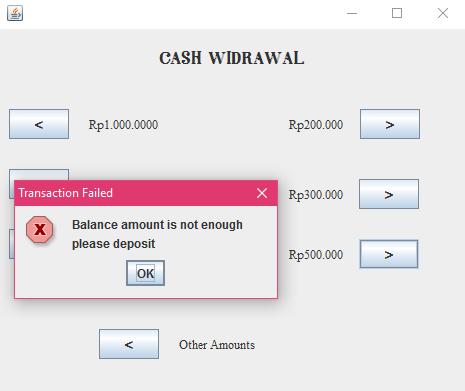 CASH WIDRAWAL
< Rp1.000.0000 Rp200.000 >
Transaction Failed
Rp300.000 >
Balance amount is not enough
please deposit
Rp500.000 >
OK
< Other Amounts